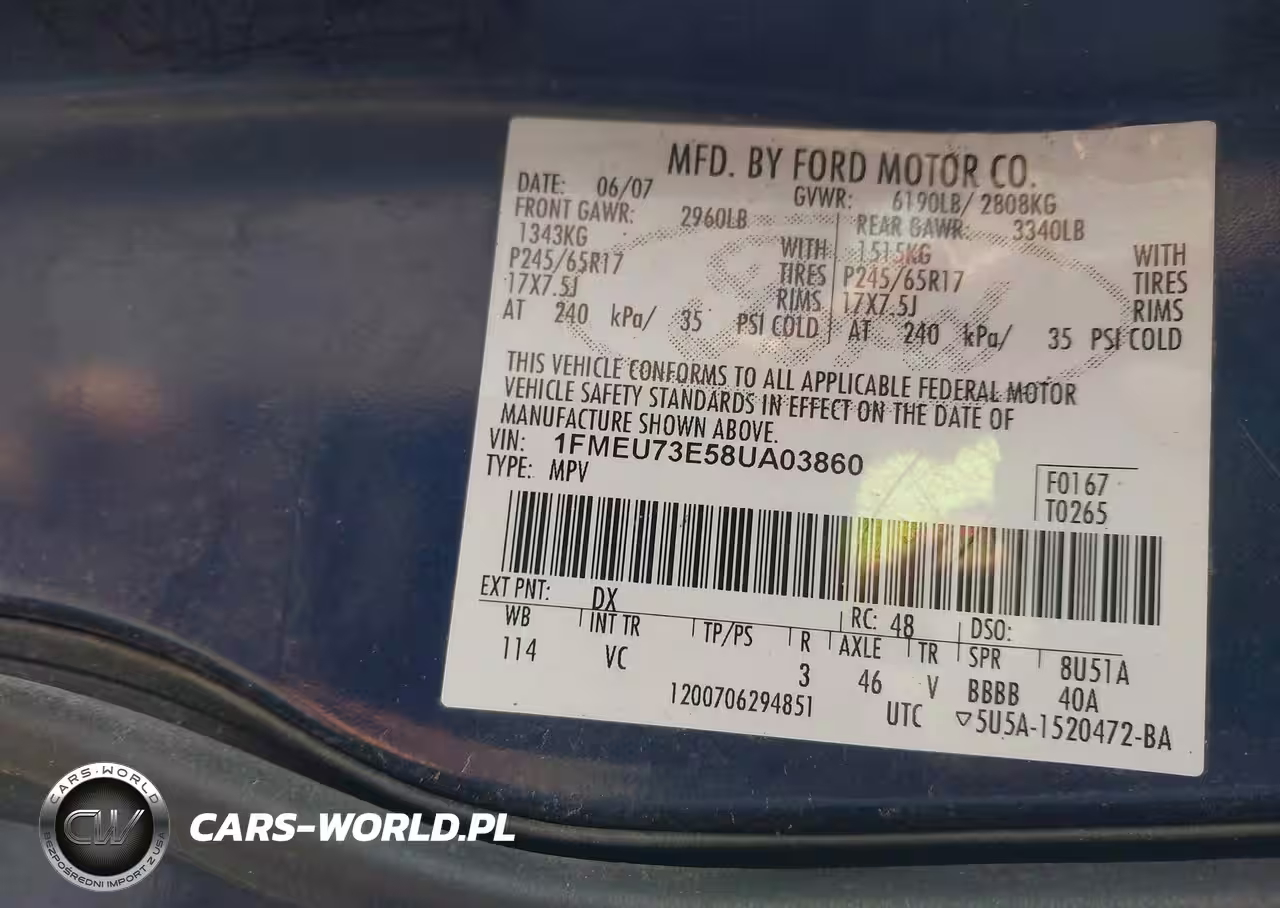 MFD. BY FORD MOTOR CO.
DATE: 06/07 GVWR: 6190LB/ 2808KG
FRONT GAWR: 2960LB REAR GAWR: 3340LB
1343KG WITH 1515KG WITH
P245/65R17 TIRES P245/65R17 TIRES
17X7.5J RIMS 17X7.5J RIMS
AT 240 kPa/ 35 PSI COLD AT 240 kPa/ 35 PSI COLD
THIS VEHICLE CONFORMS TO ALL APPLICABLE FEDERAL MOTOR
VEHICLE SAFETY STANDARDS IN EFFECT ON THE DATE OF
MANUFACTURE SHOWN ABOVE.
VIN: 1FMEU73E58UA03860
TYPE: MPV
F0167
T0265
EXT PNT: DX RC: 48 DSO:
WB INT TR TP/PS R AXLE TR SPR 8U51A
114 VC 3 46 V BBBB 40A
1200706294851 UTC ▽5U5A-1520472-BA
CARS-WORLD
CW
BEZPOŚREDNI IMPORT Z USA
CARS-WORLD.PL